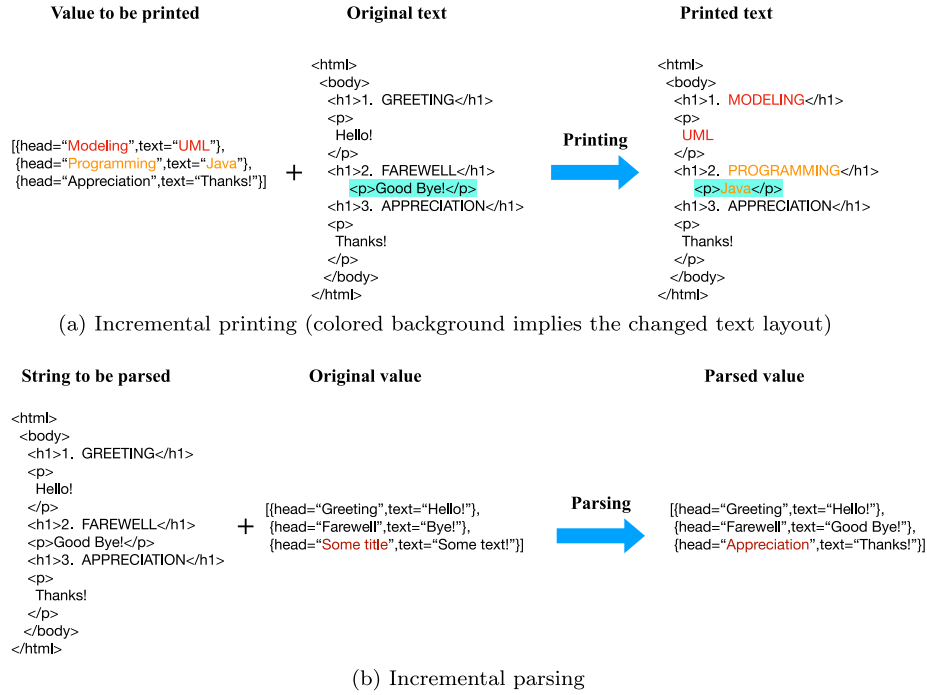 Value to be printed
Original text
Printed text
[{head=“Modeling”,text=“UML”},
{head=“Programming”,text=“Java”},
{head=“Appreciation”,text=“Thanks!”}]
+
<html>
<body>
<h1>1. GREETING</h1>
<p>
Hello!
</p>
<h1>2. FAREWELL</h1>
<p>Good Bye!</p>
<h1>3. APPRECIATION</h1>
<p>
Thanks!
</p>
</body>
</html>
Printing
<html>
<body>
<h1>1. MODELING</h1>
<p>
UML
</p>
<h1>2. PROGRAMMING</h1>
<p>Java</p>
<h1>3. APPRECIATION</h1>
<p>
Thanks!
</p>
</body>
</html>
(a) Incremental printing (colored background implies the changed text layout)
String to be parsed
Original value
Parsed value
<html>
<body>
<h1>1. GREETING</h1>
<p>
Hello!
</p>
<h1>2. FAREWELL</h1>
<p>Good Bye!</p>
<h1>3. APPRECIATION</h1>
<p>
Thanks!
</p>
</body>
</html>
+
[{head=“Greeting”,text=“Hello!”},
{head=“Farewell”,text=“Bye!”},
{head=“Some title”,text=“Some text!”}]
Parsing
[{head=“Greeting”,text=“Hello!”},
{head=“Farewell”,text=“Good Bye!”},
{head=“Appreciation”,text=“Thanks!”}]
(b) Incremental parsing